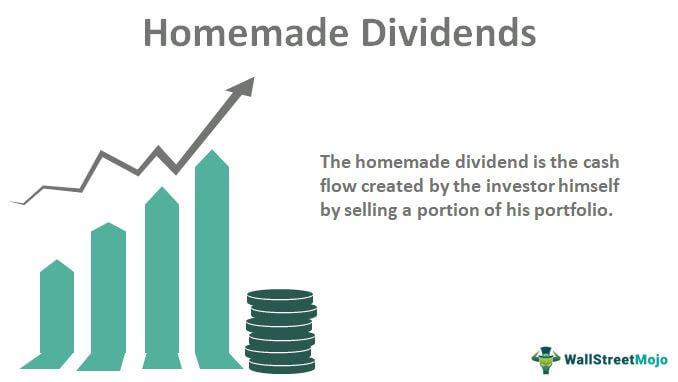 Homemade Dividends
The homemade dividend is the cash
flow created by the investor himself
by selling a portion of his portfolio.
WallStreetMojo